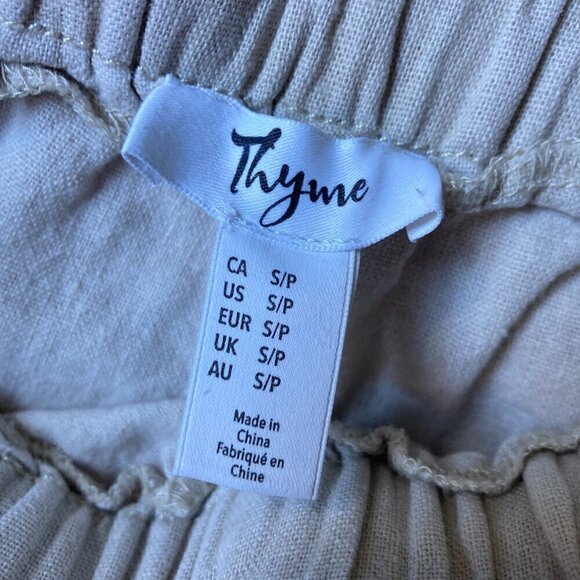 Thyme
CA S/P
US S/P
EUR S/P
UK S/P
AU S/P
Made in
China
Fabriqué en
Chine